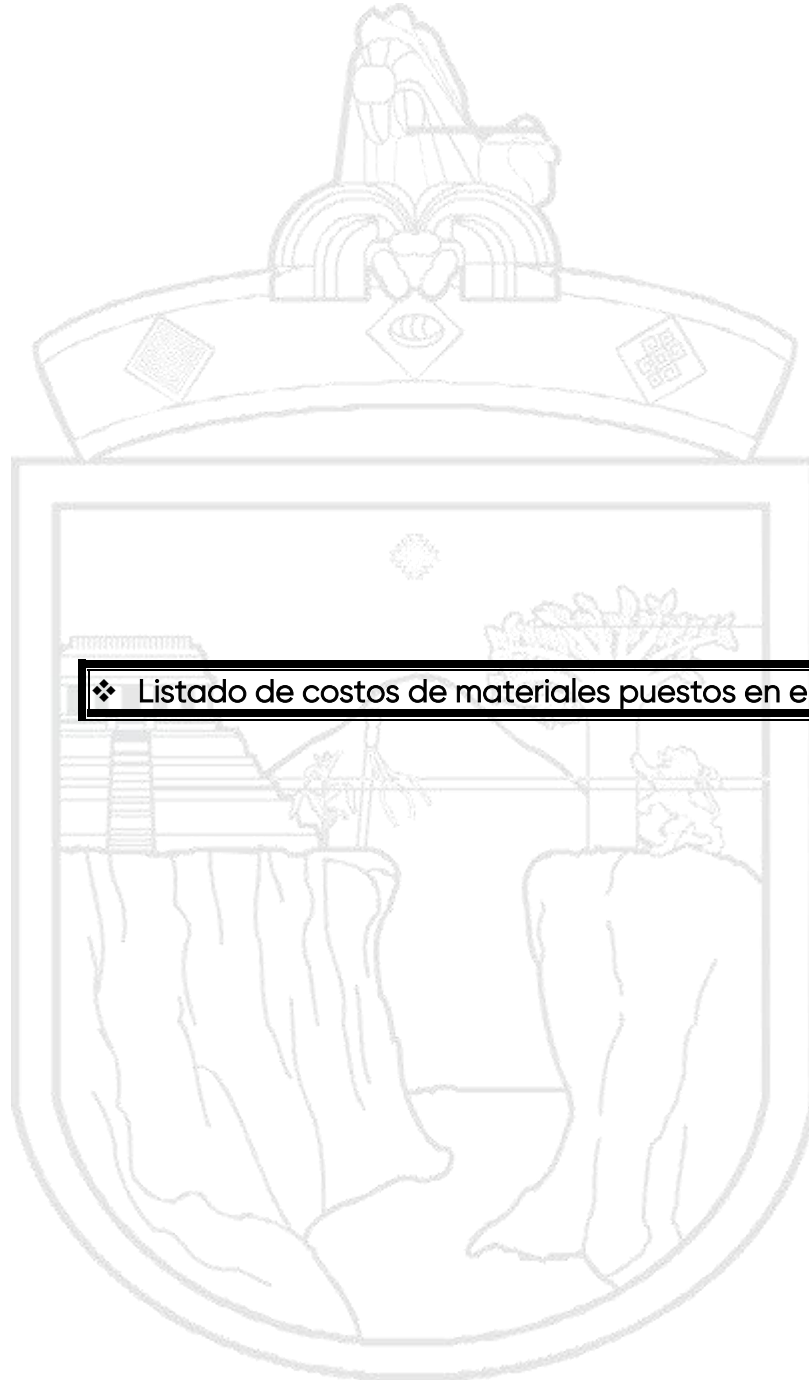 ❖ Listado de costos de materiales puestos en e